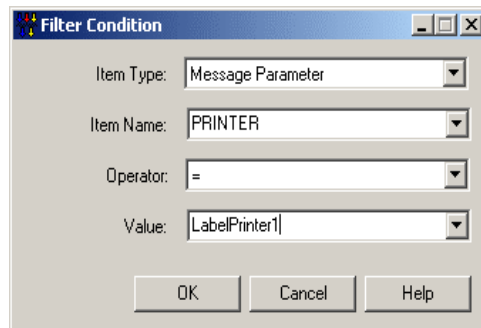 Filter Condition
Item Type: Message Parameter
Item Name: PRINTER
Operator: =
Value: LabelPrinter1
OK Cancel Help